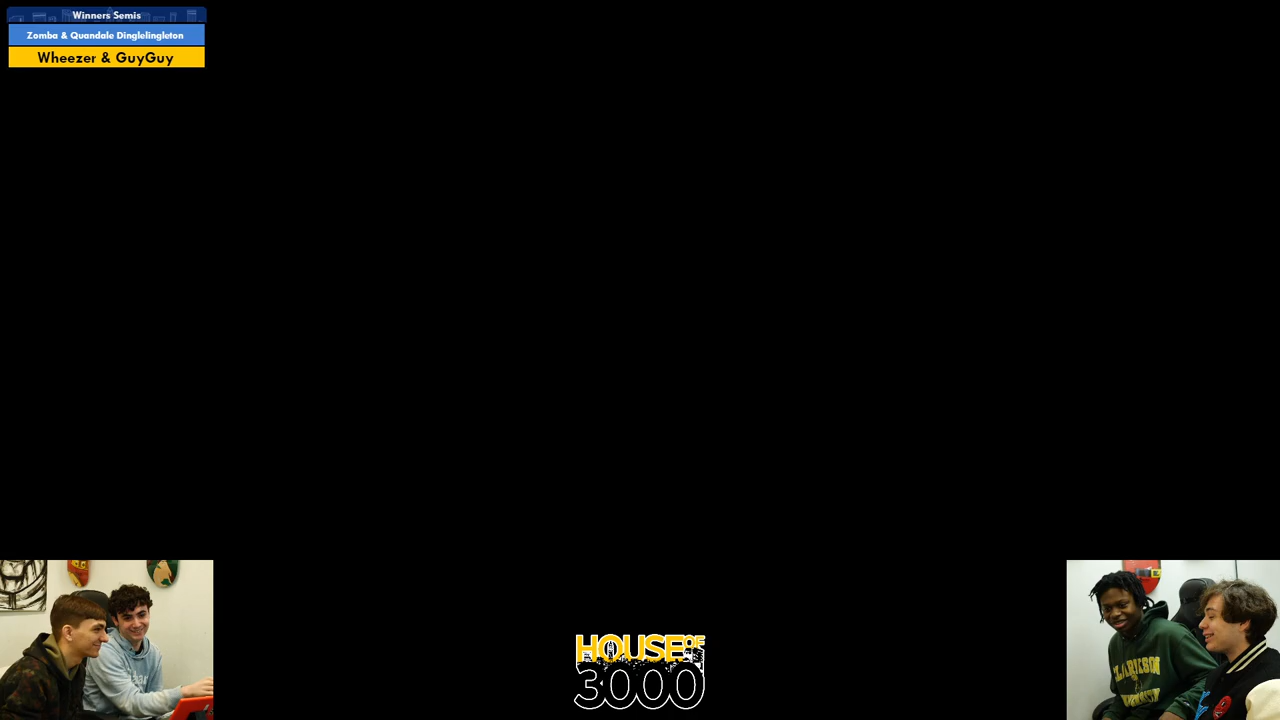 Winners Semis
Zomba & Quandale Dinglelingleton
Wheezer & GuyGuy
HOUSE OF
3000